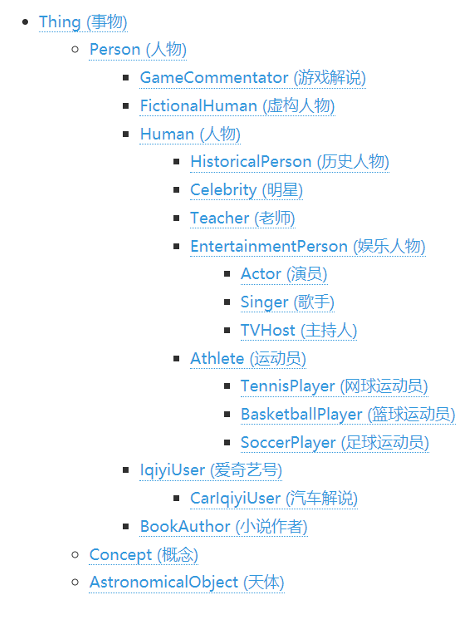 Thing (事物)
Person (人物)
GameCommentator (游戏解说)
FictionalHuman (虚构人物)
Human (人物)
HistoricalPerson (历史人物)
Celebrity (明星)
Teacher (老师)
EntertainmentPerson (娱乐人物)
Actor (演员)
Singer (歌手)
TVHost (主持人)
Athlete (运动员)
TennisPlayer (网球运动员)
BasketballPlayer (篮球运动员)
SoccerPlayer (足球运动员)
IqiyiUser (爱奇艺号)
CarIqiyiUser (汽车解说)
BookAuthor (小说作者)
Concept (概念)
AstronomicalObject (天体)